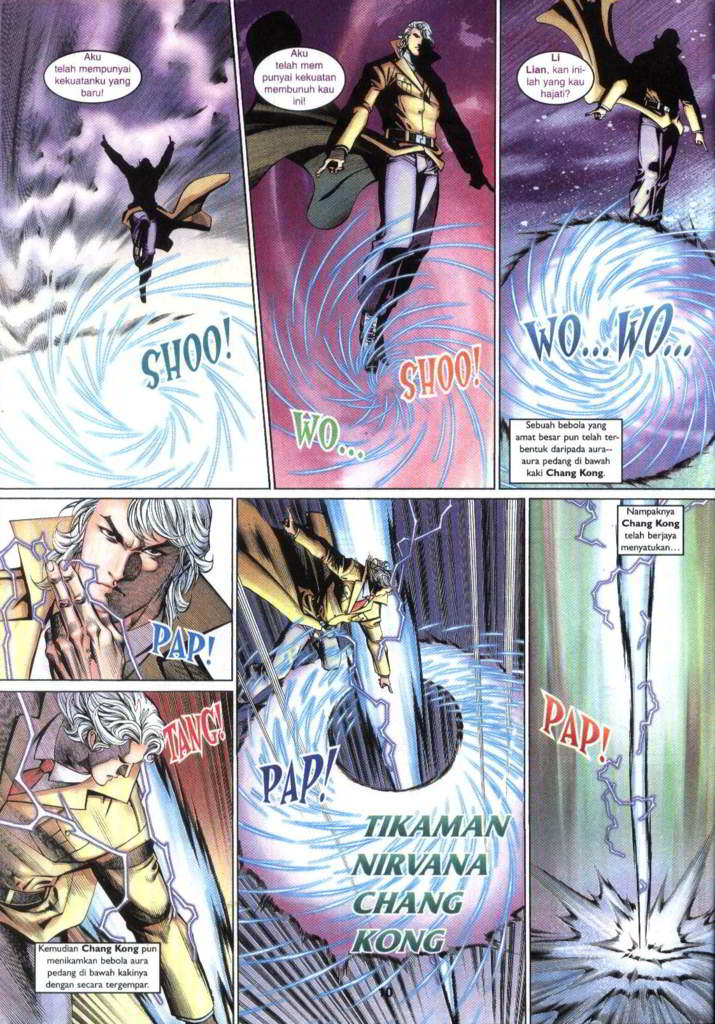 Aku
telah mempunyai
kekuatanku yang
baru!
SHOO!
Aku
telah mem
punyai kekuatan
membunuh kau
ini!
SHOO!
WO...
Li
Lian, kan ini-
lah yang kau
hajati?
WO...WO...
Sebuah bebola yang
amat besar pun telah ter-
bentuk daripada aura--
aura pedang di bawah
kaki Chang Kong.
PAP!
TANG!
Kemudian Chang Kong pun
menikamkan bebola aura
pedang di bawah kakinya
dengan secara tergempar.
PAP!
TIKAMAN
NIRVANA
CHANG
KONG
Nampaknya
Chang Kong
telah berjaya
menyatukan...
PAP!
10